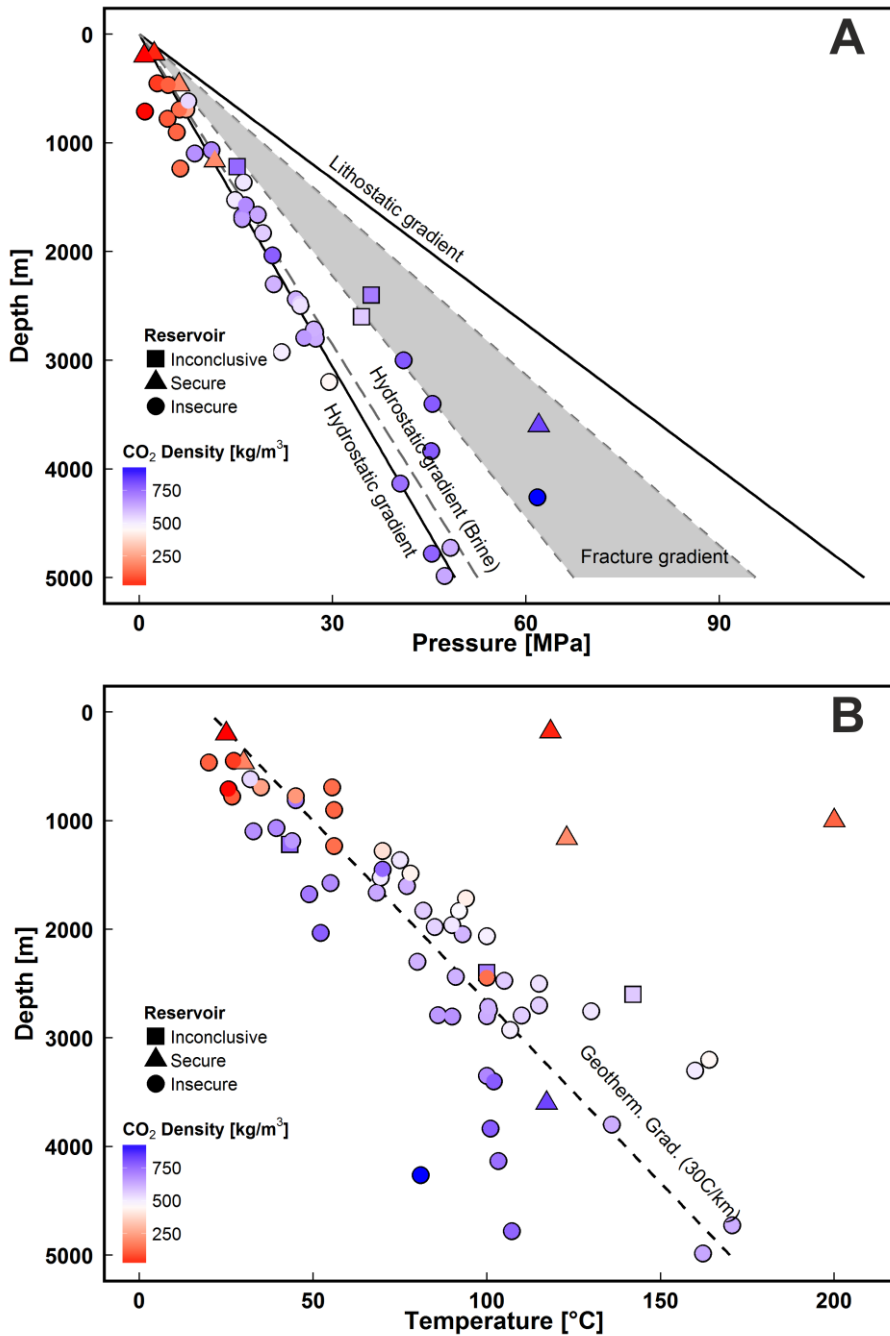 A
0
1000
2000
3000
4000
5000
Depth [m]
Lithostatic gradient
Hydrostatic gradient
Hydrostatic gradient (Brine)
Fracture gradient
Reservoir
Inconclusive
Secure
Insecure
CO₂ Density [kg/m³]
750
500
250
0 30 60 90
Pressure [MPa]
B
0
1000
2000
3000
4000
5000
Depth [m]
Geotherm. Grad. (30C/km)
Reservoir
Inconclusive
Secure
Insecure
CO₂ Density [kg/m³]
750
500
250
0 50 100 150 200
Temperature [°C]